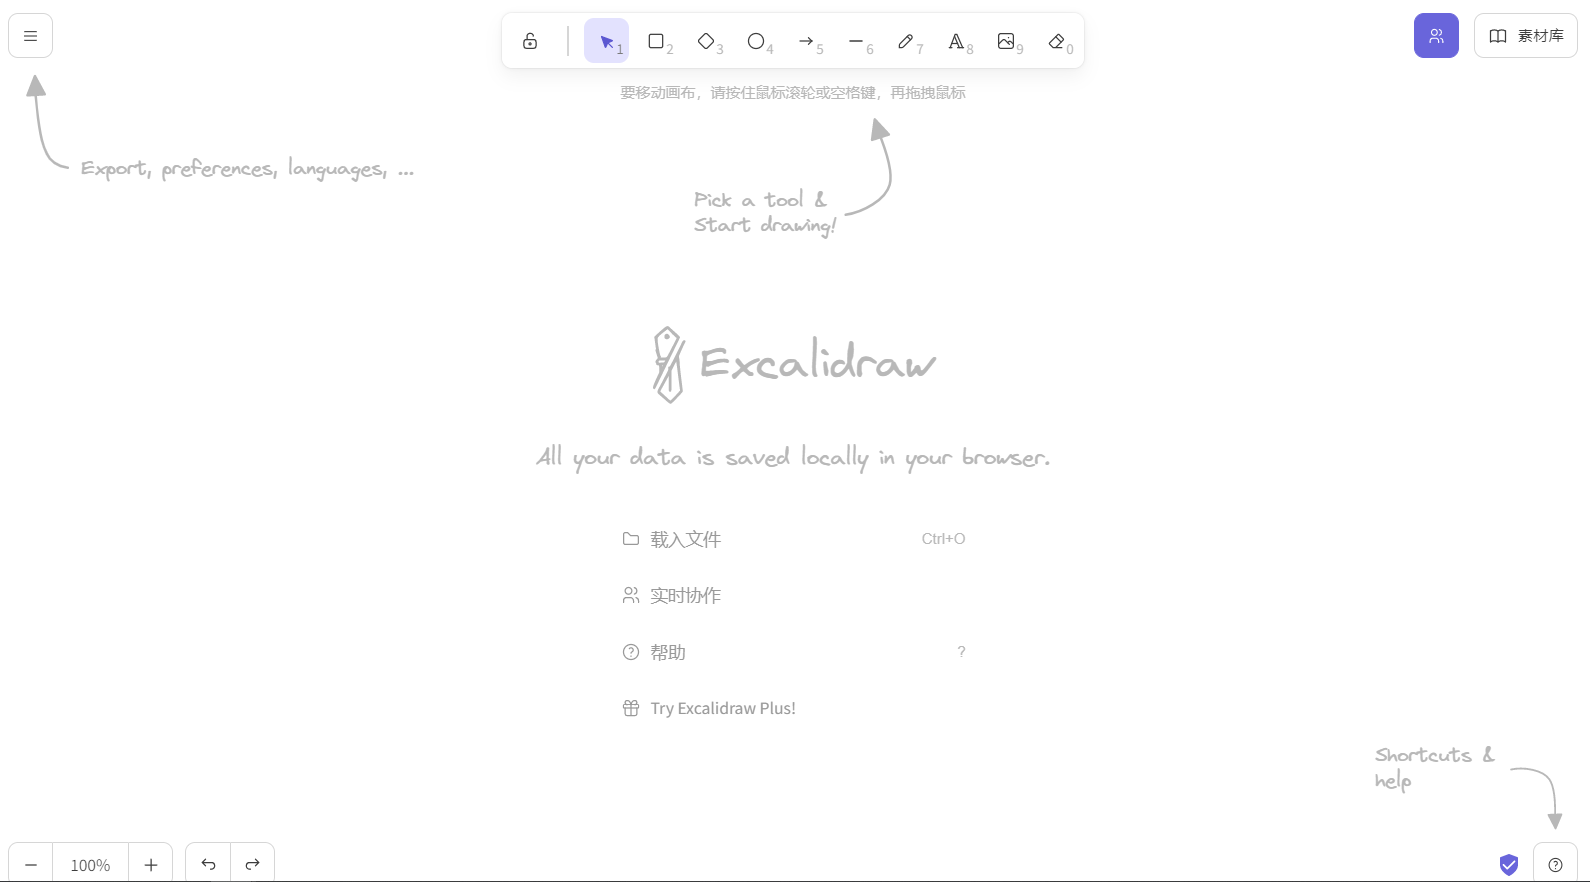 1
2
3
4
5
6
7
8
9
0
素材库
要移动画布，请按住鼠标滚轮或空格键，再拖拽鼠标
Export, preferences, languages, ...
Pick a tool &
Start drawing!
Excalidraw
All your data is saved locally in your browser.
载入文件 Ctrl+O
实时协作
帮助 ?
Try Excalidraw Plus!
Shortcuts &
help
100%